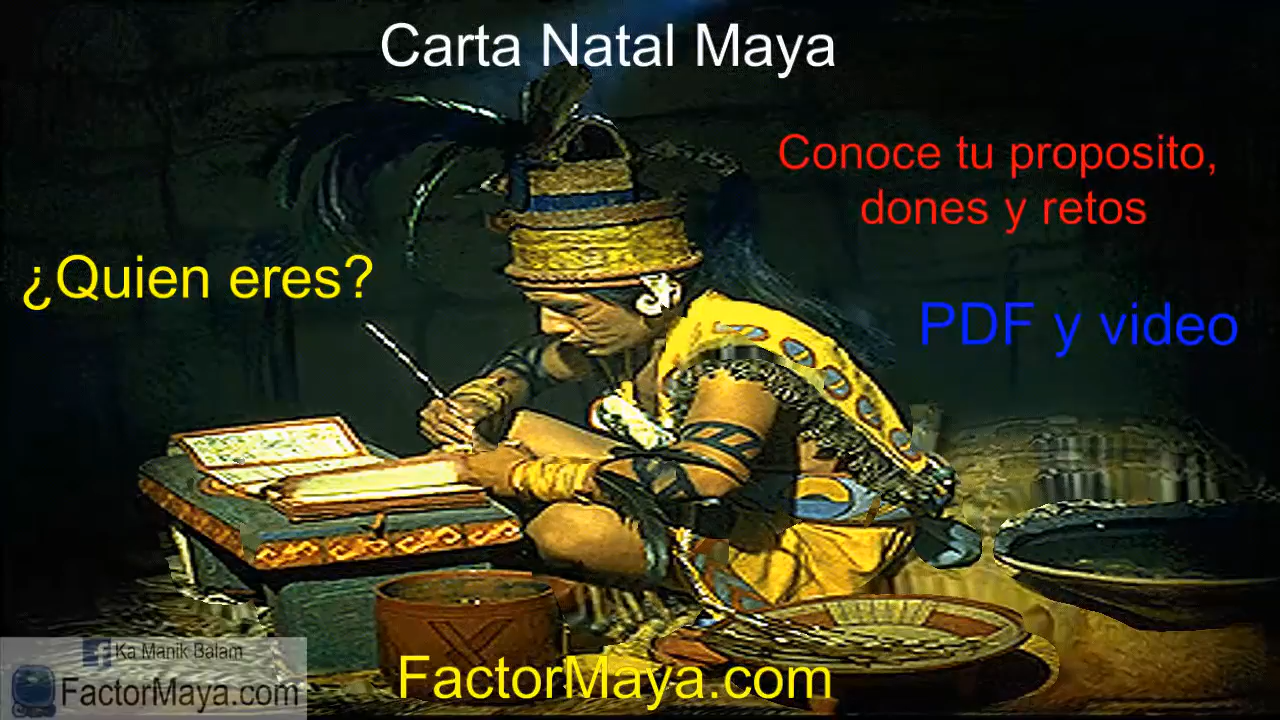 Carta Natal Maya
Conoce tu proposito,
dones y retos
¿Quien eres?
PDF y video
Ka Manik Balam
FactorMaya.com
FactorMaya.com